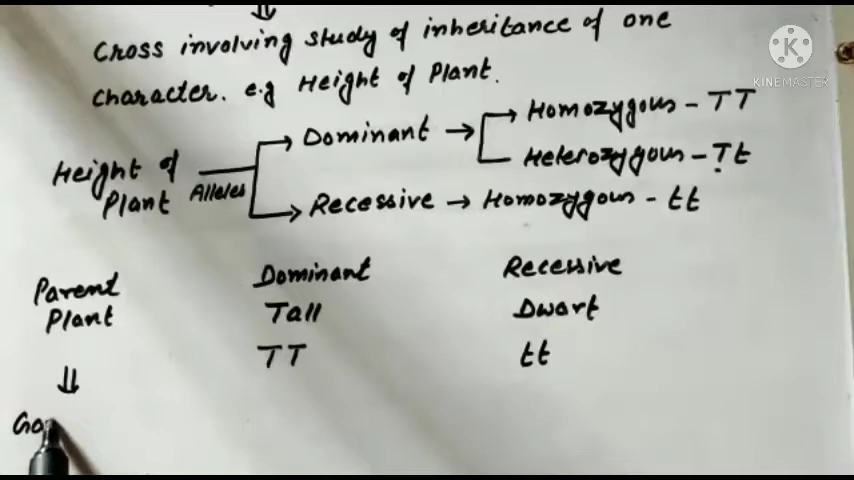 Cross involving study of inheritance of one
character. e.g Height of Plant.
Height of Plant
Alleles
Dominant
Homozygous - TT
Heterozygous - Tt
Recessive
Homozygous - tt
Parent Plant
Dominant
Tall
TT
Recessive
Dwarf
tt
K
KINEMASTER